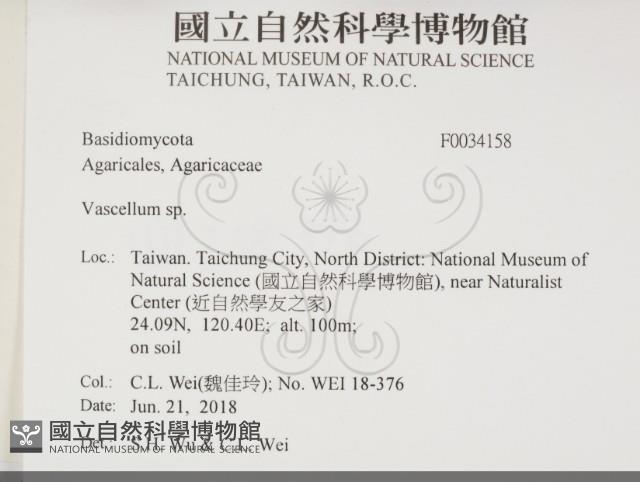 國立自然科學博物館
NATIONAL MUSEUM OF NATURAL SCIENCE
TAICHUNG, TAIWAN, R.O.C.
Basidiomycota F0034158
Agaricales, Agaricaceae
Vascellum sp.
Loc.: Taiwan. Taichung City, North District: National Museum of
Natural Science (國立自然科學博物館), near Naturalist
Center (近自然學友之家)
24.09N, 120.40E; alt. 100m;
on soil
Col.: C.L. Wei(魏佳玲); No. WEI 18-376
Date: Jun. 21, 2018
Det.: S.H. Wu & C.L. Wei
國立自然科學博物館
NATIONAL MUSEUM OF NATURAL SCIENCE